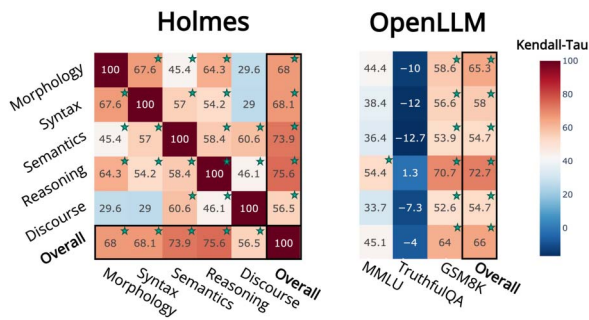 Holmes
OpenLLM
Kendall-Tau
Morphology 100 67.6 45.4 64.3 29.6 68 44.4 −10 58.6 65.3
Syntax 67.6 100 57 54.2 29 68.1 38.4 −12 56.6 58
Semantics 45.4 57 100 58.4 60.6 73.9 36.4 −12.7 53.9 54.7
Reasoning 64.3 54.2 58.4 100 46.1 75.6 54.4 1.3 70.7 72.7
Discourse 29.6 29 60.6 46.1 100 56.5 33.7 −7.3 52.6 54.7
Overall 68 68.1 73.9 75.6 56.5 100 45.1 −4 64 66
Morphology Syntax Semantics Reasoning Discourse Overall MMLU TruthfulQA GSM8K Overall
100
80
60
40
20
0